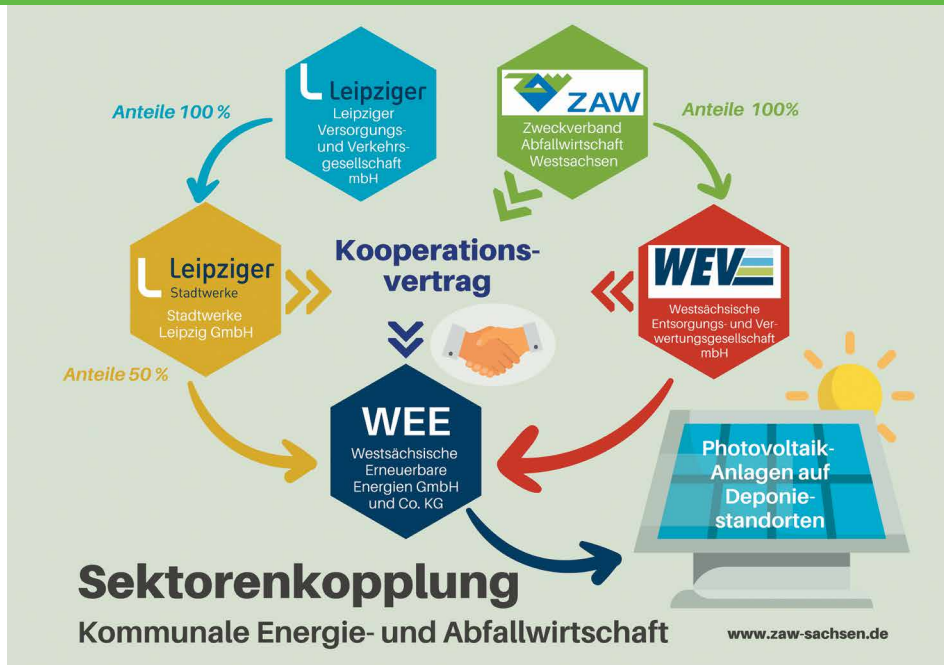 Leipziger
Leipziger
Versorgungs-
und Verkehrs-
gesellschaft
mbH
ZAW
ZAW
Zweckverband
Abfallwirtschaft
Westsachsen
Anteile 100 %
Anteile 100%
Leipziger
Stadtwerke
Stadtwerke
Leipzig GmbH
Kooperations-
vertrag
WEV
Westsächsische
Entsorgungs- und Ver-
wertungsgesellschaft
mbH
Anteile 50 %
WEE
Westsächsische
Erneuerbare
Energien GmbH
und Co. KG
Photovoltaik-
Anlagen auf
Deponie-
standorten
Sektorenkopplung
Kommunale Energie- und Abfallwirtschaft
www.zaw-sachsen.de